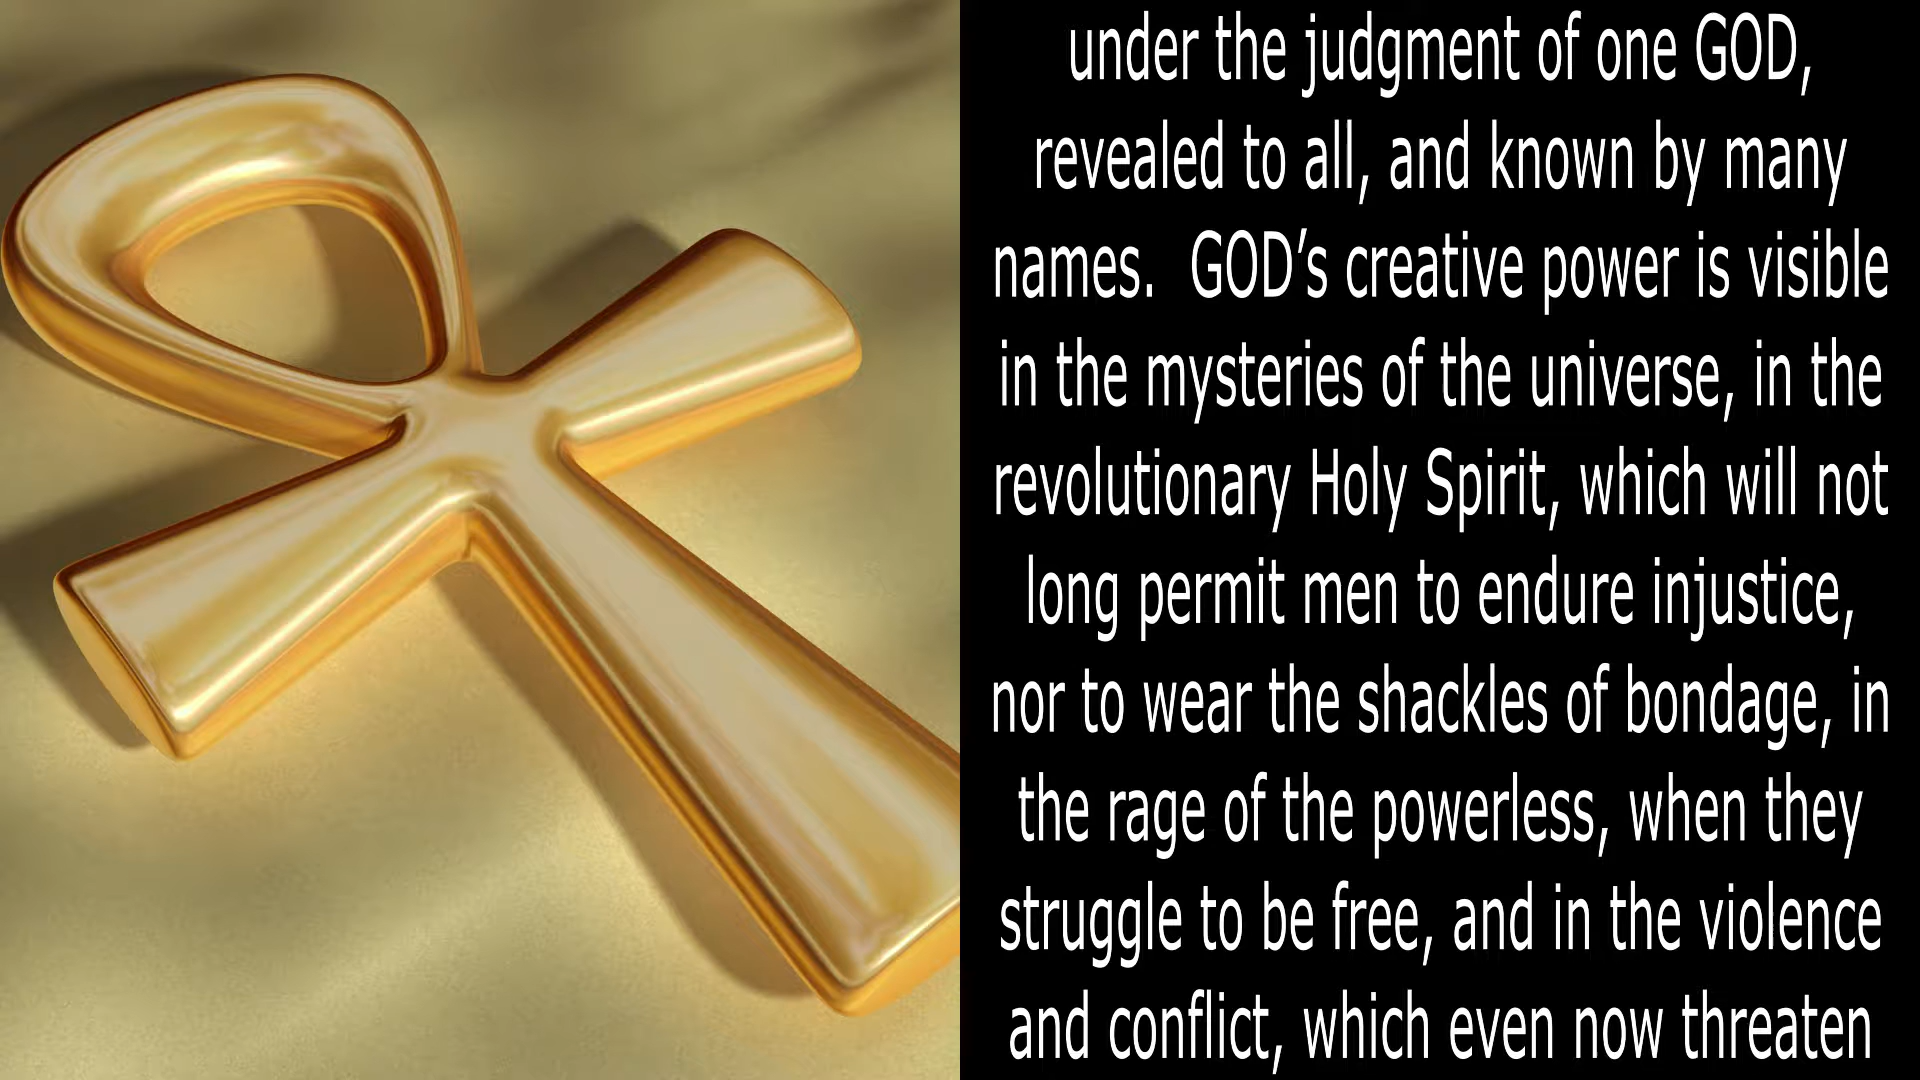 under the judgment of one GOD,
revealed to all, and known by many
names.  GOD’s creative power is visible
in the mysteries of the universe, in the
revolutionary Holy Spirit, which will not
long permit men to endure injustice,
nor to wear the shackles of bondage, in
the rage of the powerless, when they
struggle to be free, and in the violence
and conflict, which even now threaten